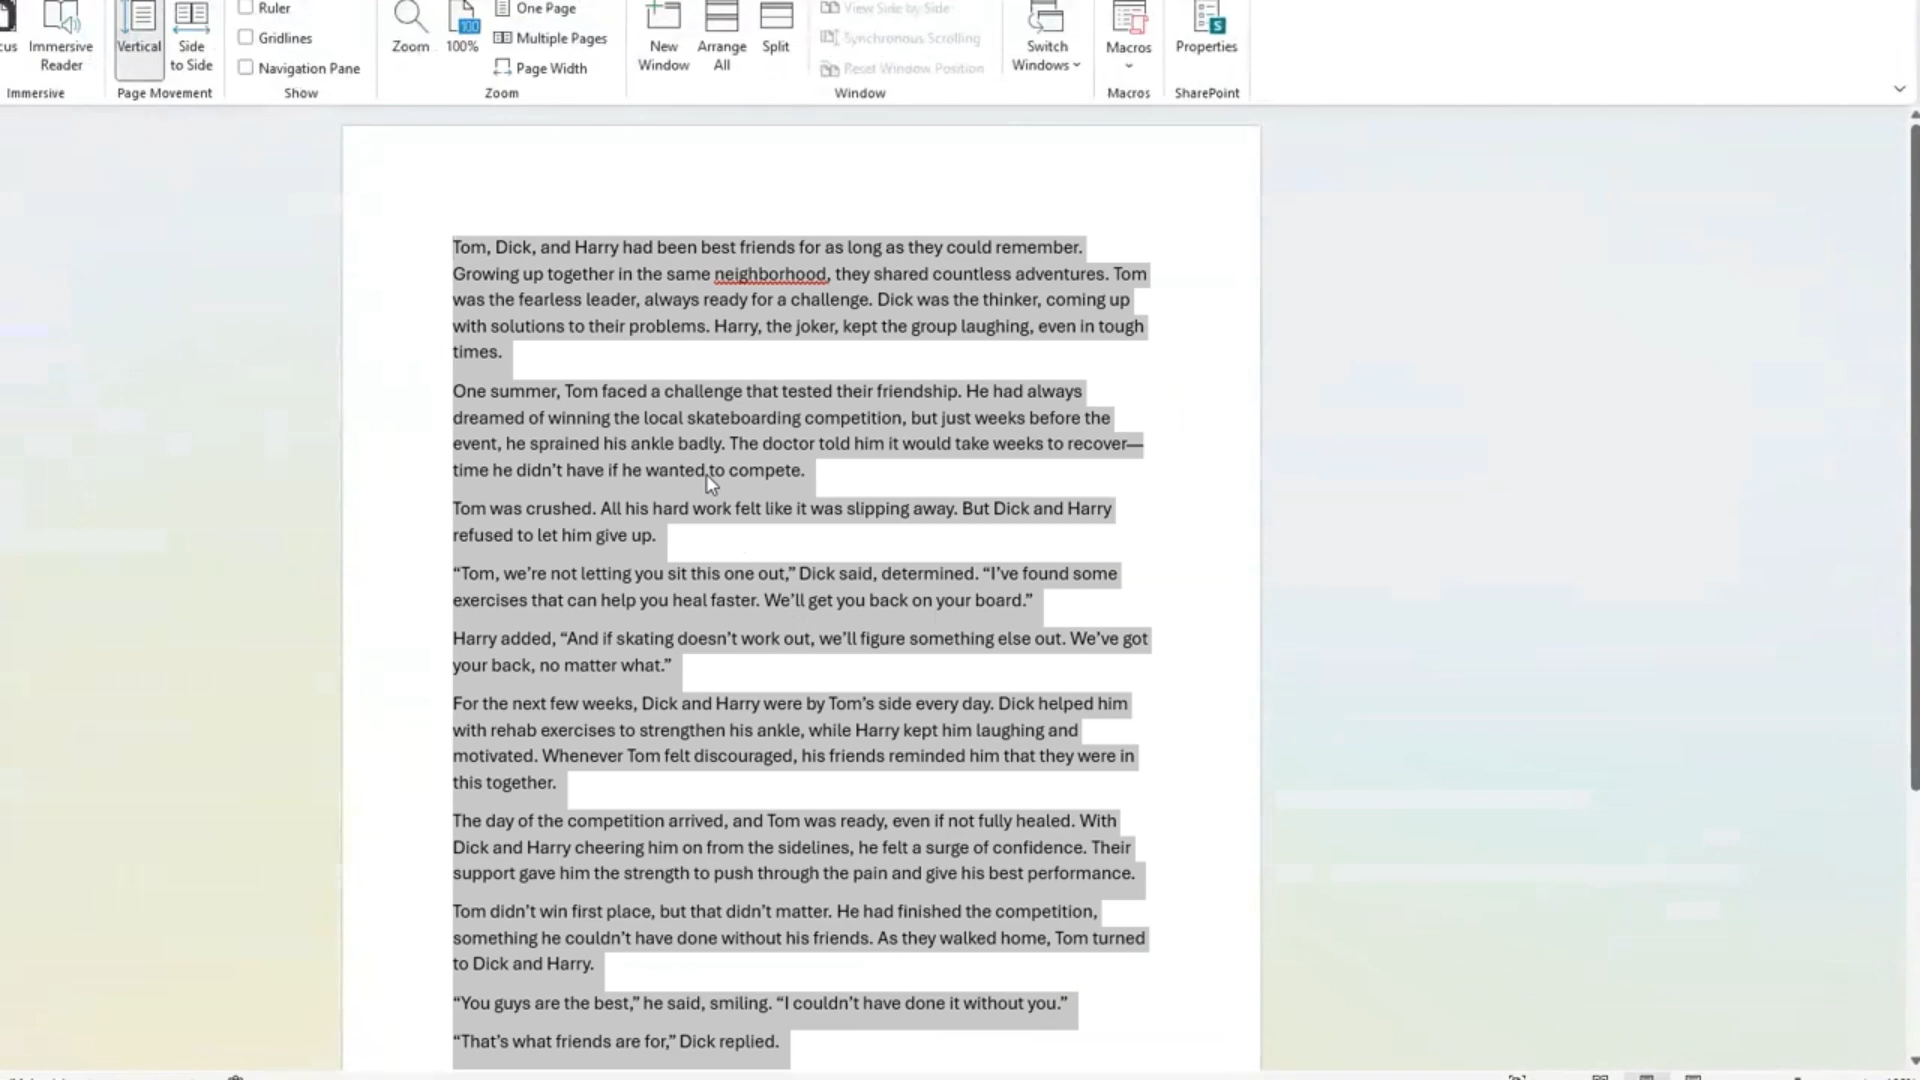 Ruler
Gridlines
Navigation Pane
Immersive
Reader
Vertical
Side
to Side
Zoom
100%
One Page
Multiple Pages
Page Width
New
Window
Arrange
All
Split
View Side by Side
Synchronous Scrolling
Reset Window Position
Switch
Windows
Macros
Properties
Immersive
Page Movement
Show
Zoom
Window
Macros
SharePoint
Tom, Dick, and Harry had been best friends for as long as they could remember.
Growing up together in the same neighborhood, they shared countless adventures. Tom
was the fearless leader, always ready for a challenge. Dick was the thinker, coming up
with solutions to their problems. Harry, the joker, kept the group laughing, even in tough
times.
One summer, Tom faced a challenge that tested their friendship. He had always
dreamed of winning the local skateboarding competition, but just weeks before the
event, he sprained his ankle badly. The doctor told him it would take weeks to recover—
time he didn’t have if he wanted to compete.
Tom was crushed. All his hard work felt like it was slipping away. But Dick and Harry
refused to let him give up.
“Tom, we’re not letting you sit this one out,” Dick said, determined. “I’ve found some
exercises that can help you heal faster. We’ll get you back on your board.”
Harry added, “And if skating doesn’t work out, we’ll figure something else out. We’ve got
your back, no matter what.”
For the next few weeks, Dick and Harry were by Tom’s side every day. Dick helped him
with rehab exercises to strengthen his ankle, while Harry kept him laughing and
motivated. Whenever Tom felt discouraged, his friends reminded him that they were in
this together.
The day of the competition arrived, and Tom was ready, even if not fully healed. With
Dick and Harry cheering him on from the sidelines, he felt a surge of confidence. Their
support gave him the strength to push through the pain and give his best performance.
Tom didn’t win first place, but that didn’t matter. He had finished the competition,
something he couldn’t have done without his friends. As they walked home, Tom turned
to Dick and Harry.
“You guys are the best,” he said, smiling. “I couldn’t have done it without you.”
“That’s what friends are for,” Dick replied.